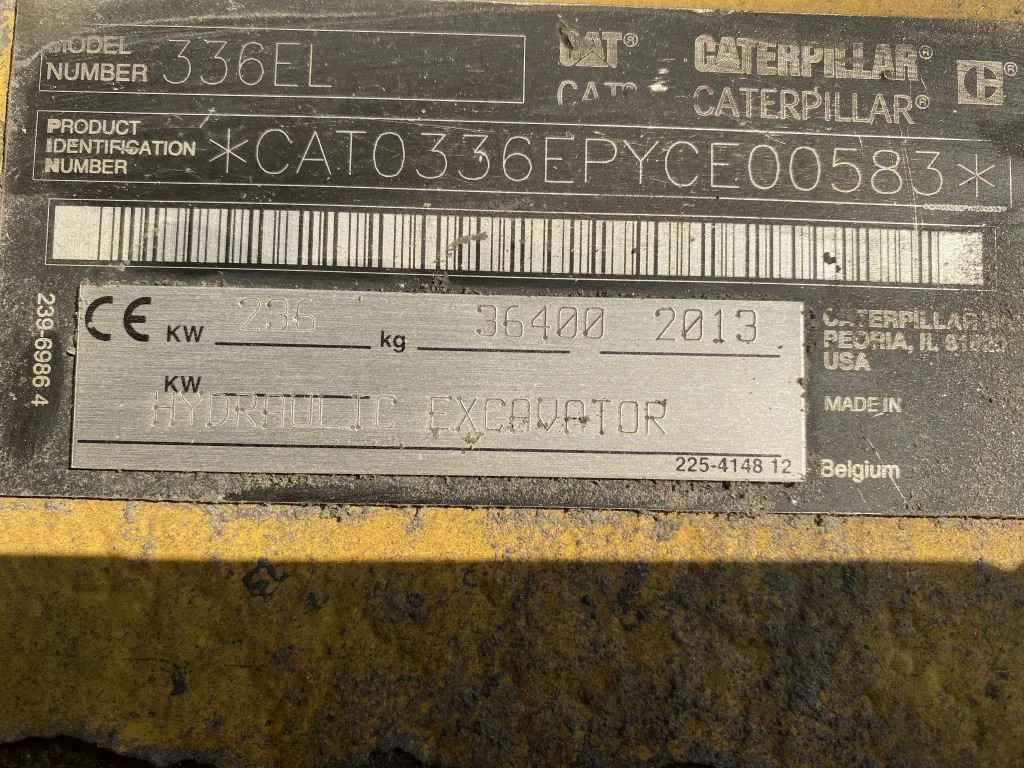 MODEL NUMBER 336EL
CAT® CATERPILLAR®
CAT® CATERPILLAR®
PRODUCT IDENTIFICATION NUMBER *CAT0336EPYCE00583*
239-6986 4
CE KW 236 kg 36400 2013
KW
HYDRAULIC EXCAVATOR
225-4148 12
CATERPILLAR
PEORIA, IL
USA
MADE IN
Belgium